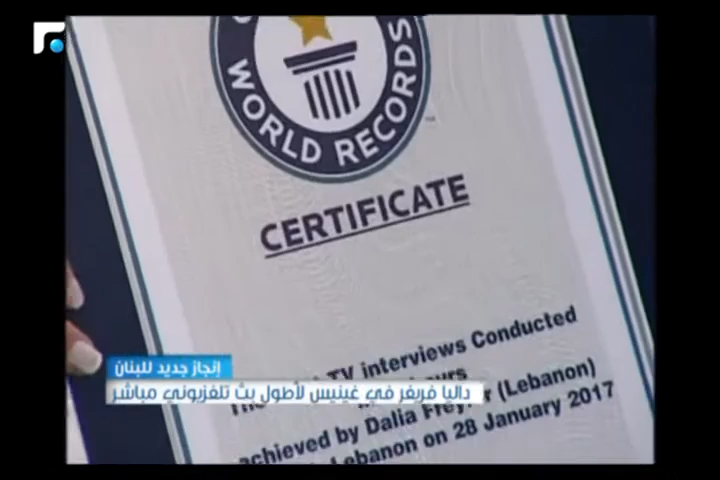 WORLD RECORDS
CERTIFICATE
TV interviews Conducted
achieved by Dalia Freyfer (Lebanon)
Lebanon on 28 January 2017
إنجاز جديد للبنان
داليا فريفر في غينيس لأطول بث تلفزيوني مباشر